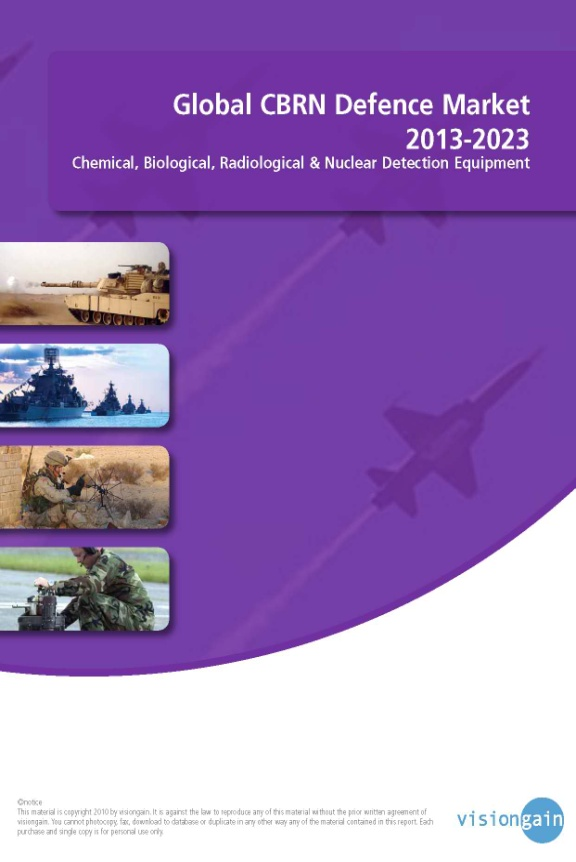 Global CBRN Defence Market
2013-2023
Chemical, Biological, Radiological & Nuclear Detection Equipment
©notice
This material is copyright 2010 by visiongain. It is against the law to reproduce any of this material without the prior written agreement of
visiongain. You cannot photocopy, fax, download to database or duplicate in any other way any of the material contained in this report. Each
purchase and single copy is for personal use only.
visiongain